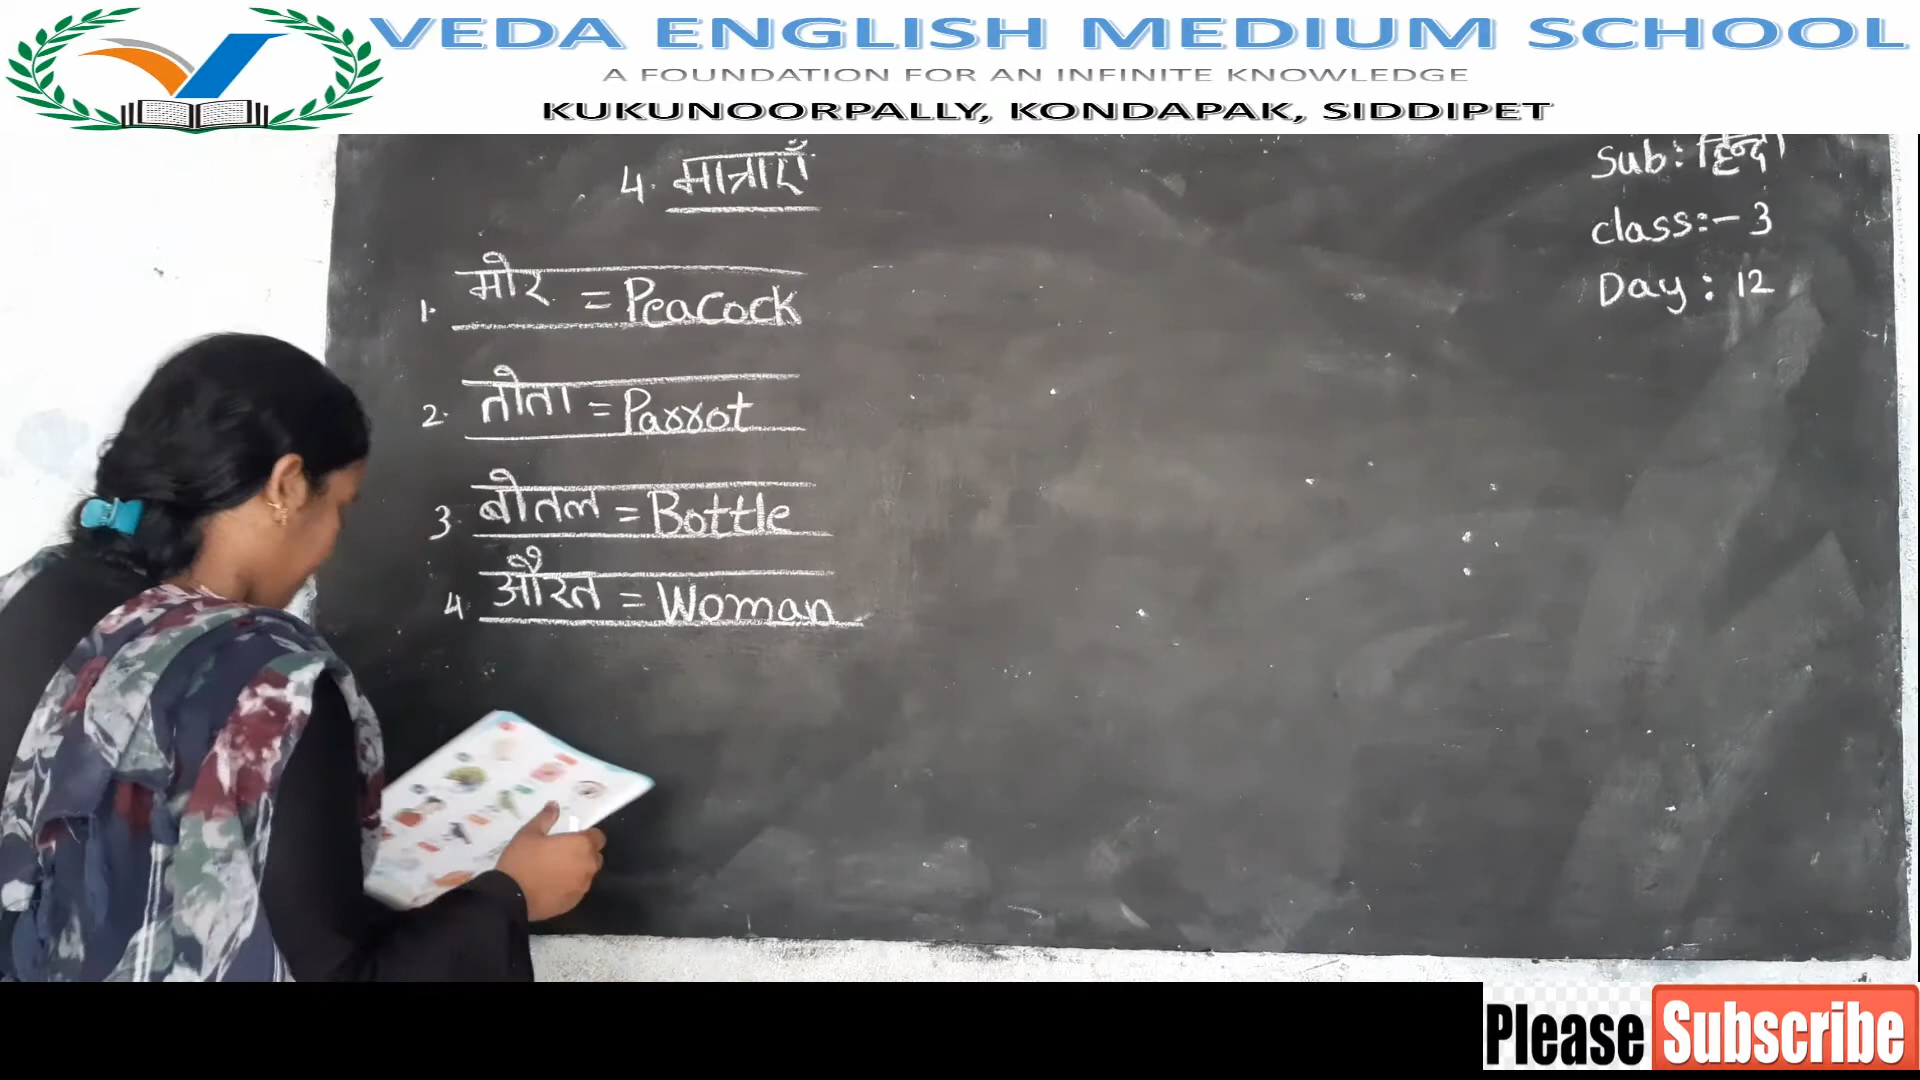 VEDA ENGLISH MEDIUM SCHOOL
A FOUNDATION FOR AN INFINITE KNOWLEDGE
KUKUNOORPALLY, KONDAPAK, SIDDIPET
4. मात्राएँ
Sub: हिन्दी
class:- 3
Day : 12
1. मोर = Peacock
2. तोता = Parrot
3. बोतल = Bottle
4 औरत = Woman
Please Subscribe